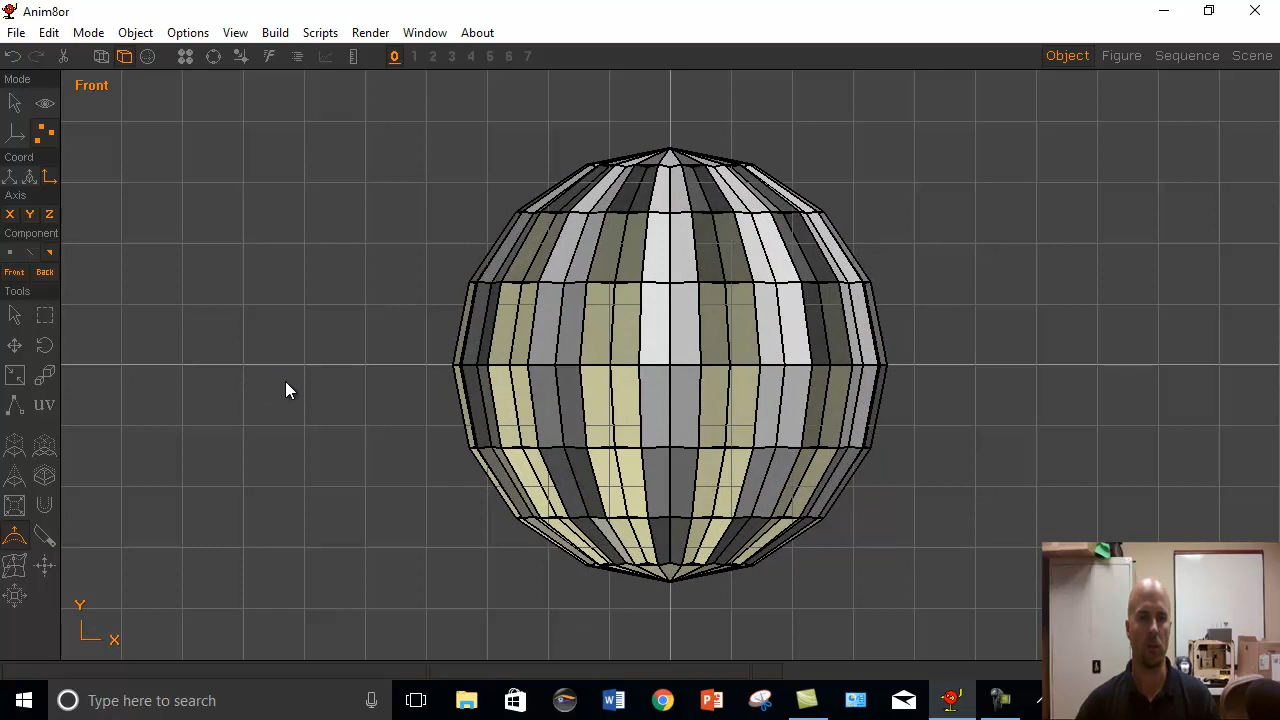 Anim8or
File Edit Mode Object Options View Build Scripts Render Window About
0 1 2 3 4 5 6 7 Object Figure Sequence Scene
Mode
Front
Coord
Axis
X Y Z
Component
Front Back
Tools
UV
Y
X
Type here to search